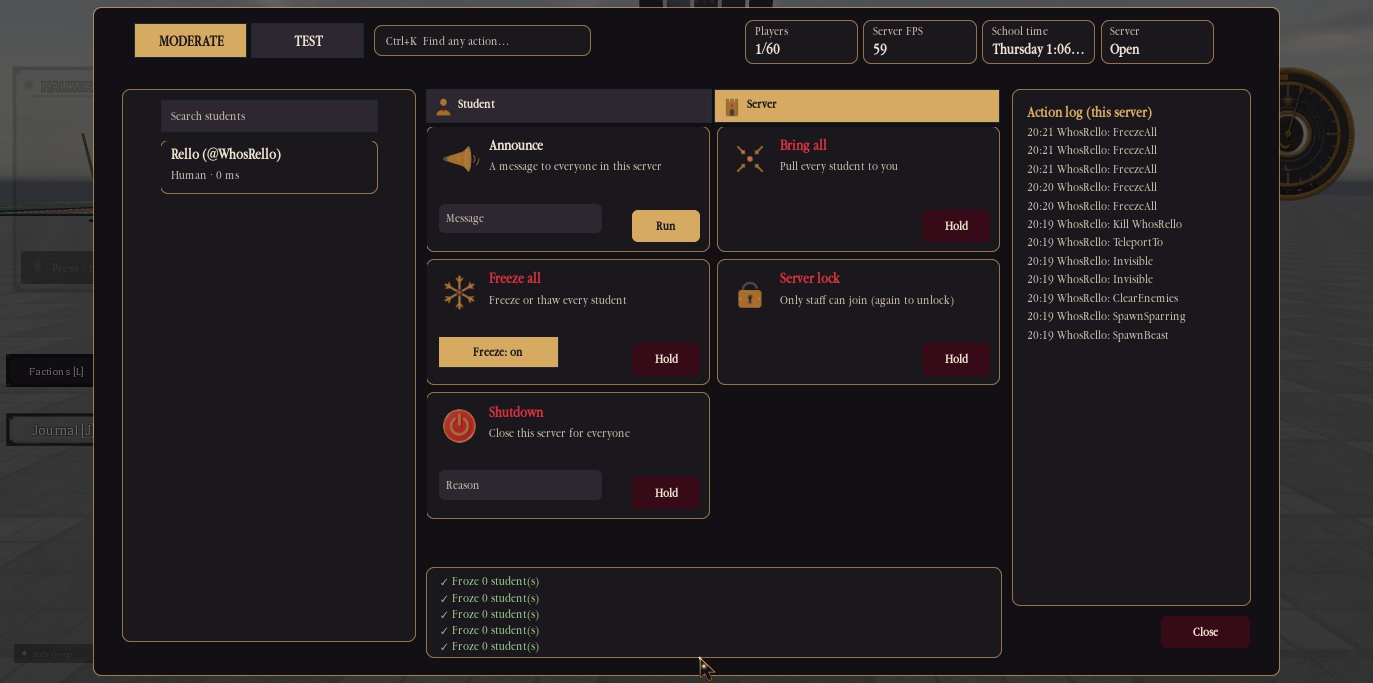 MODERATE
TEST
Ctrl+K Find any action...
Players
1/60
Server FPS
59
School time
Thursday 1:06...
Server
Open
Search students
Rello (@WhosRello)
Human · 0 ms
Student
Server
Announce
A message to everyone in this server
Message
Run
Bring all
Pull every student to you
Hold
Freeze all
Freeze or thaw every student
Freeze: on
Hold
Server lock
Only staff can join (again to unlock)
Hold
Shutdown
Close this server for everyone
Reason
Hold
✓ Froze 0 student(s)
✓ Froze 0 student(s)
✓ Froze 0 student(s)
✓ Froze 0 student(s)
✓ Froze 0 student(s)
Action log (this server)
20:21 WhosRello: FreezeAll
20:21 WhosRello: FreezeAll
20:21 WhosRello: FreezeAll
20:20 WhosRello: FreezeAll
20:20 WhosRello: FreezeAll
20:19 WhosRello: Kill WhosRello
20:19 WhosRello: TeleportTo
20:19 WhosRello: Invisible
20:19 WhosRello: Invisible
20:19 WhosRello: ClearEnemies
20:19 WhosRello: SpawnSparring
20:19 WhosRello: SpawnBeast
Close
Factions [L]
Journal [J]
Press
Study Group